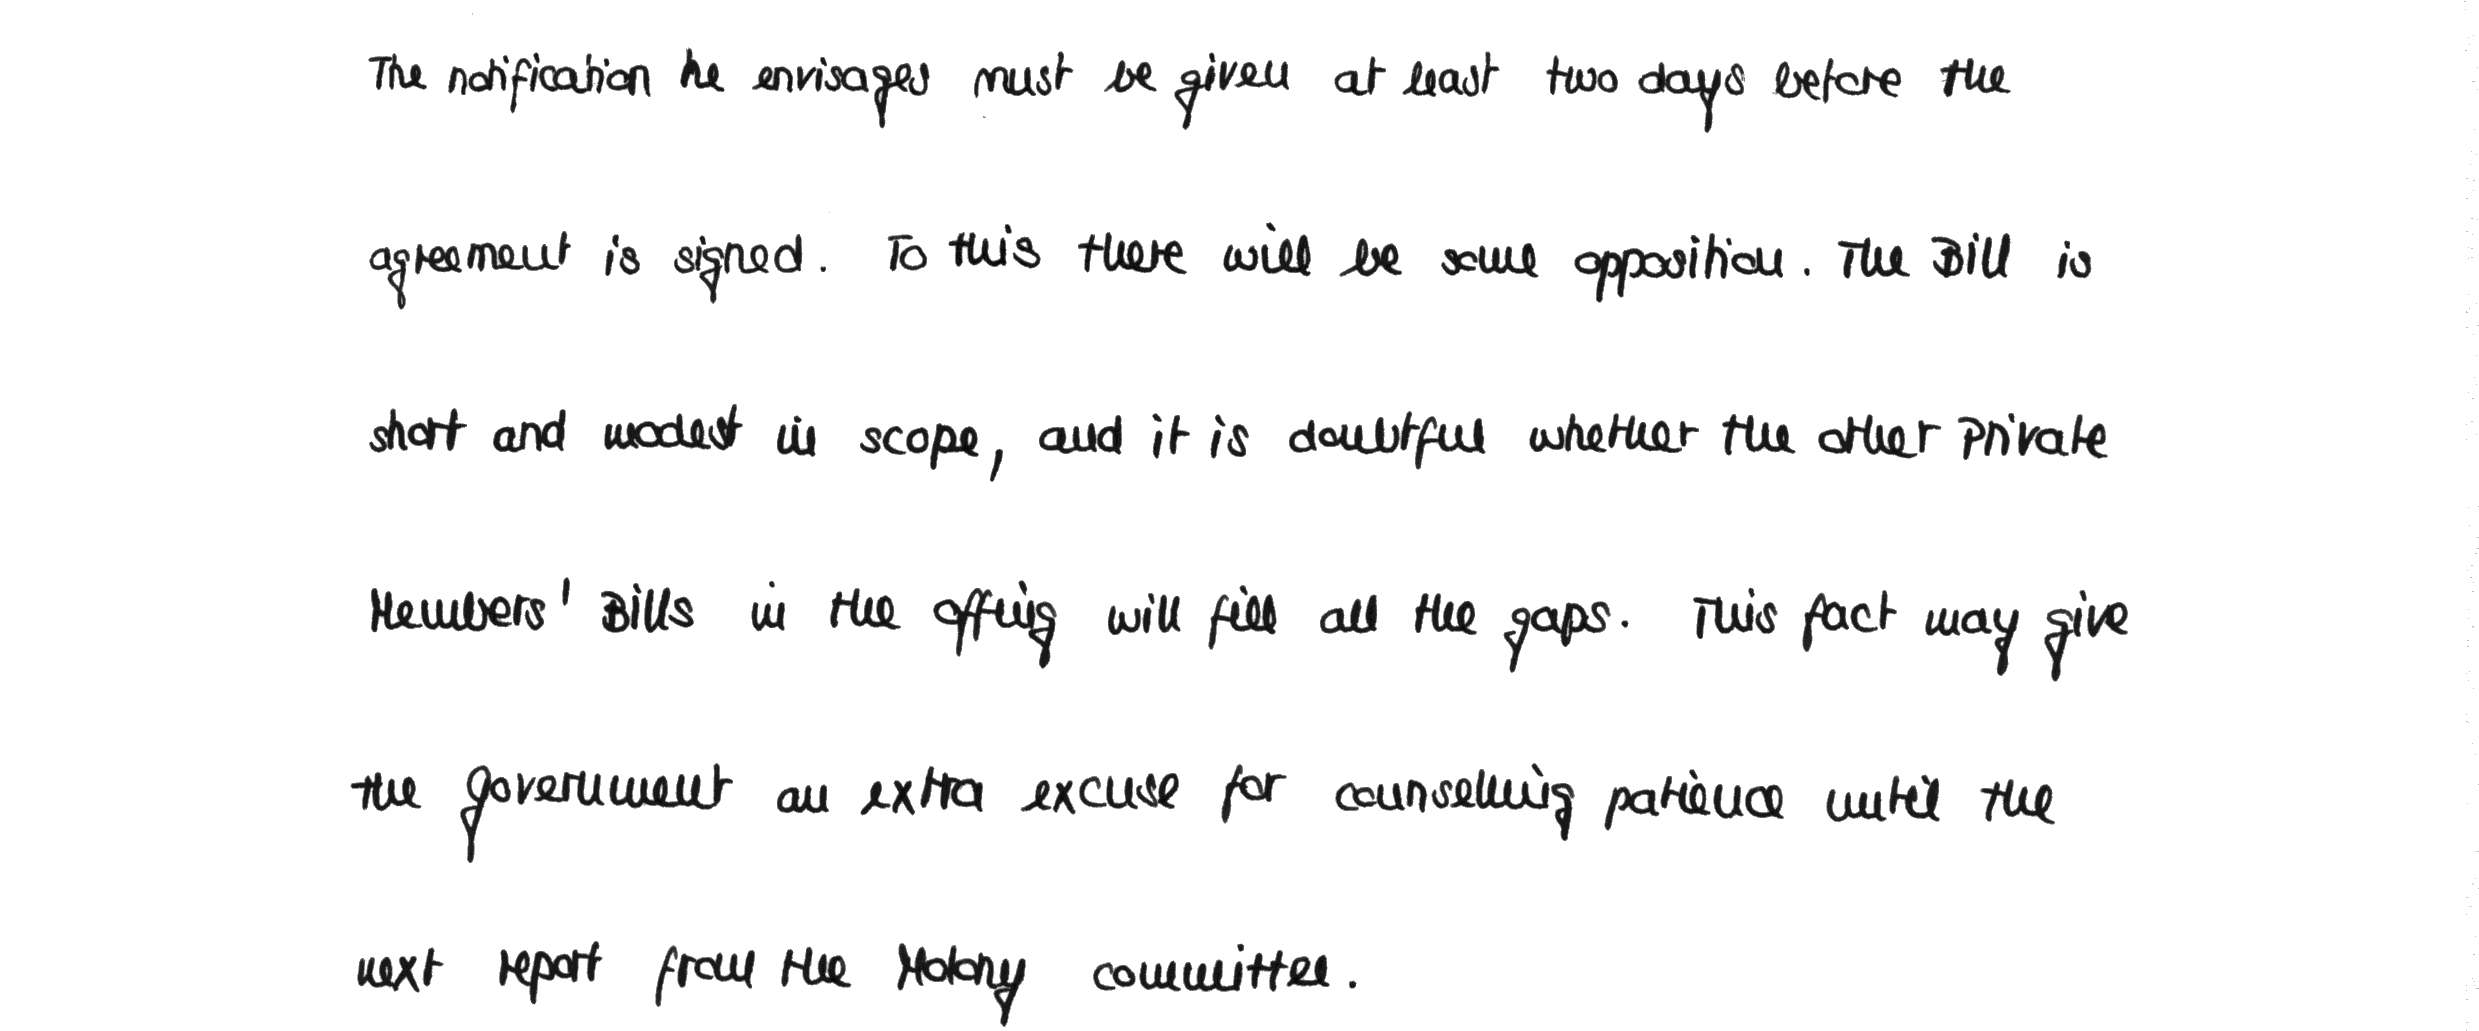 The notification he envisages must be given at least two days before the
agreement is signed. To this there will be some opposition. The Bill is
short and modest in scope, and it is doubtful whether the other Private
Members' Bills in the offing will fill all the gaps. This fact may give
the government an extra excuse for counselling patience until the
next report from the Molony committee.